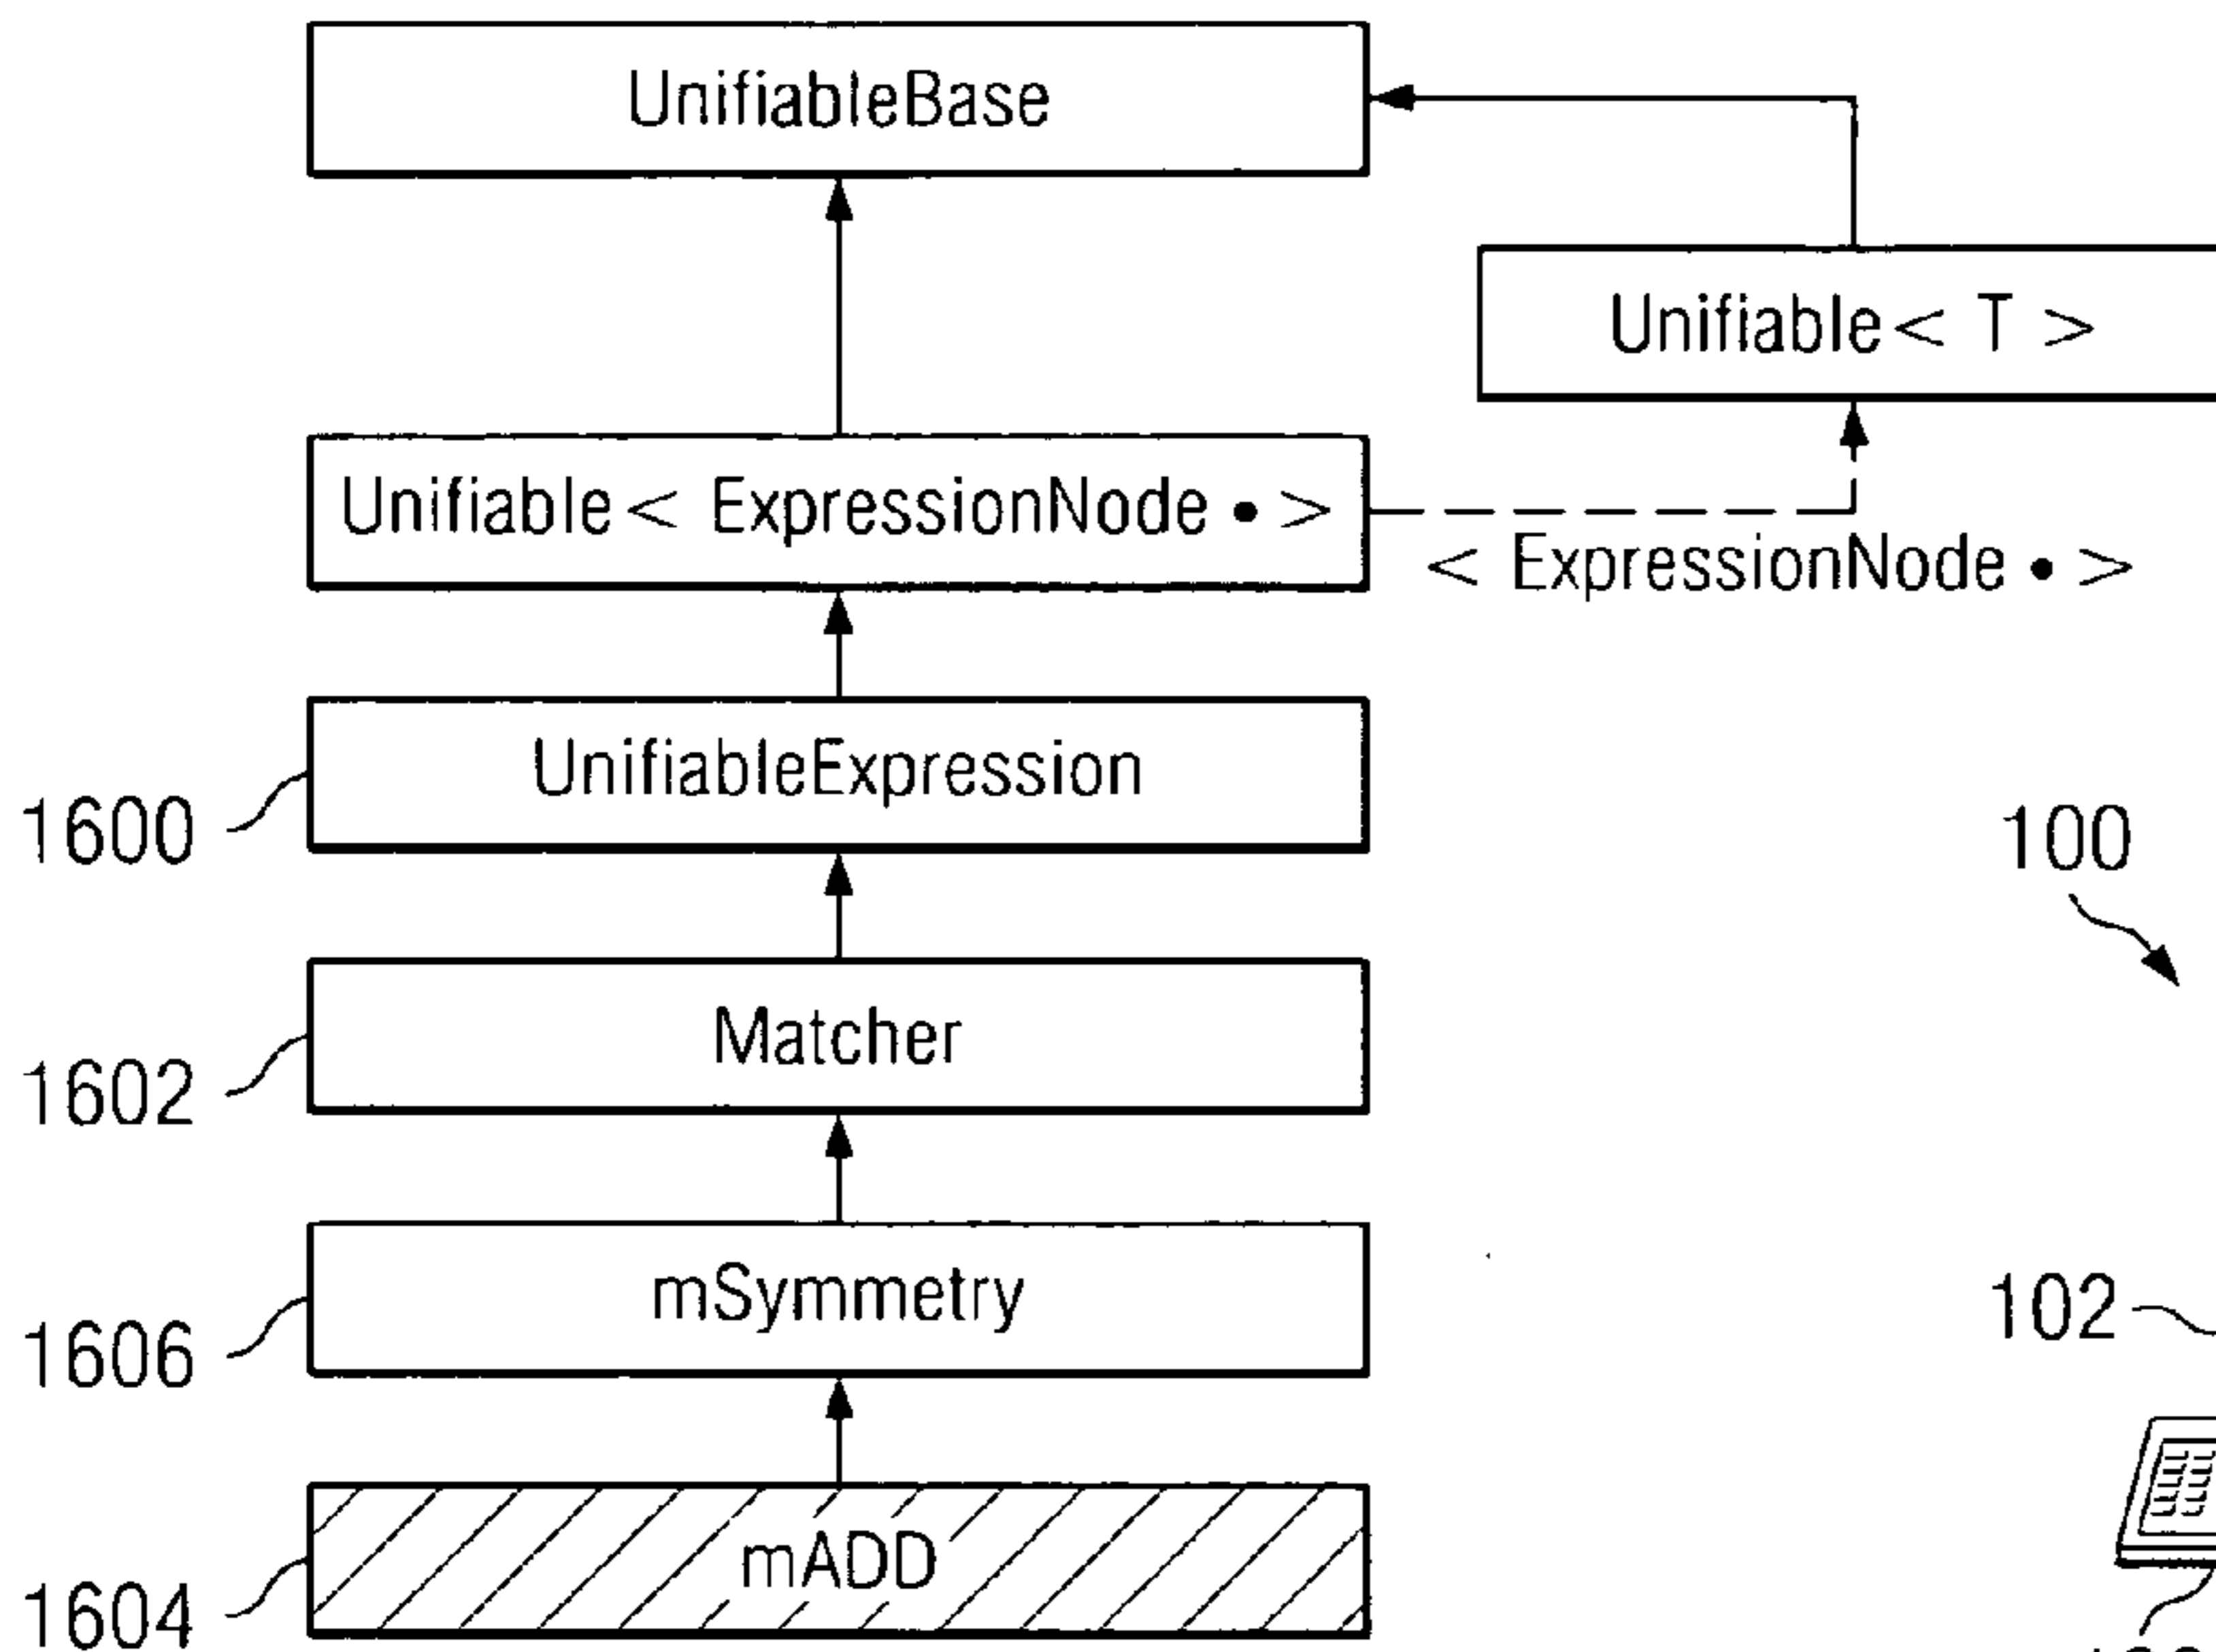 UnifiableBase
Unifiable < T >
Unifiable < ExpressionNode • >
< ExpressionNode • >
UnifiableExpression
1600
100
Matcher
1602
mSymmetry
102
1606
mADD
1604